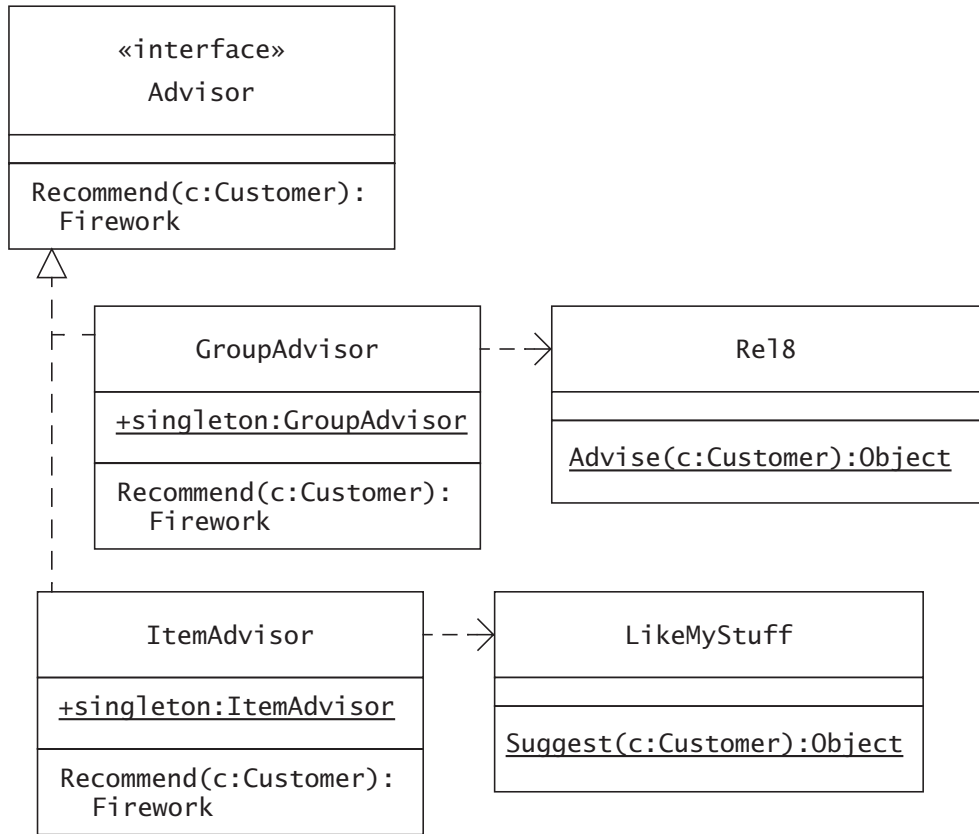 «interface»
Advisor
Recommend(c:Customer):
Firework
GroupAdvisor
+singleton:GroupAdvisor
Recommend(c:Customer):
Firework
Rel8
Advise(c:Customer):Object
ItemAdvisor
+singleton:ItemAdvisor
Recommend(c:Customer):
Firework
LikeMyStuff
Suggest(c:Customer):Object